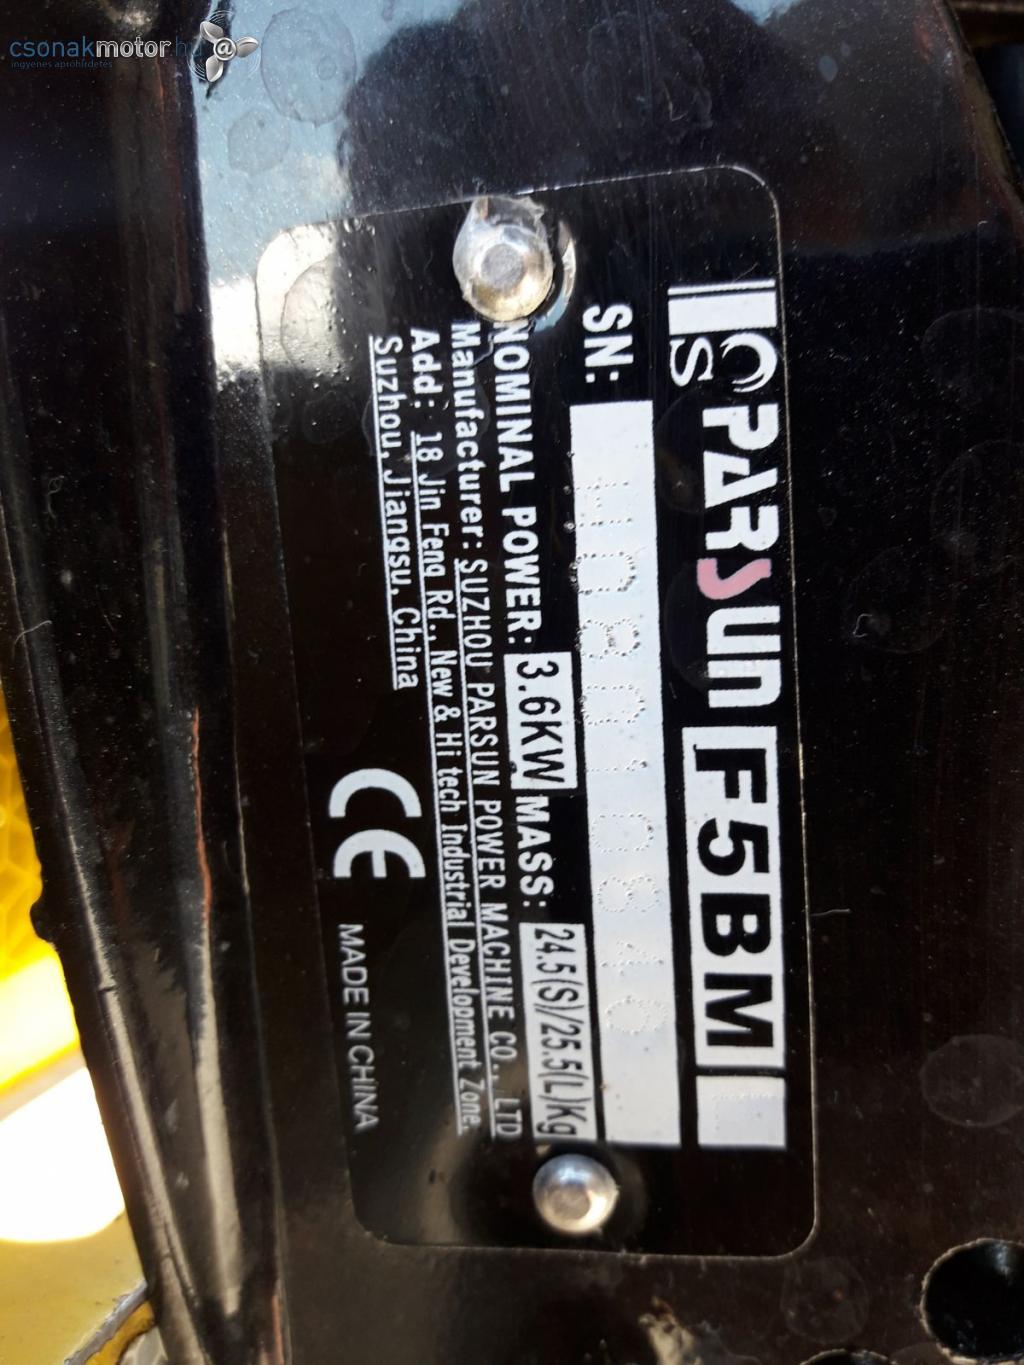 csonakmotor.hu
ingyenes apróhirdetés
PARSUN F5BM
S
SN:
NOMINAL POWER: 3.6KW MASS: 24.5(S)/25.5(L)Kg
Manufacturer: SUZHOU PARSUN POWER MACHINE CO., LTD
Add: 18 Jin Feng Rd., New & Hi tech Industrial Development Zone.
Suzhou, Jiangsu, China
CE MADE IN CHINA